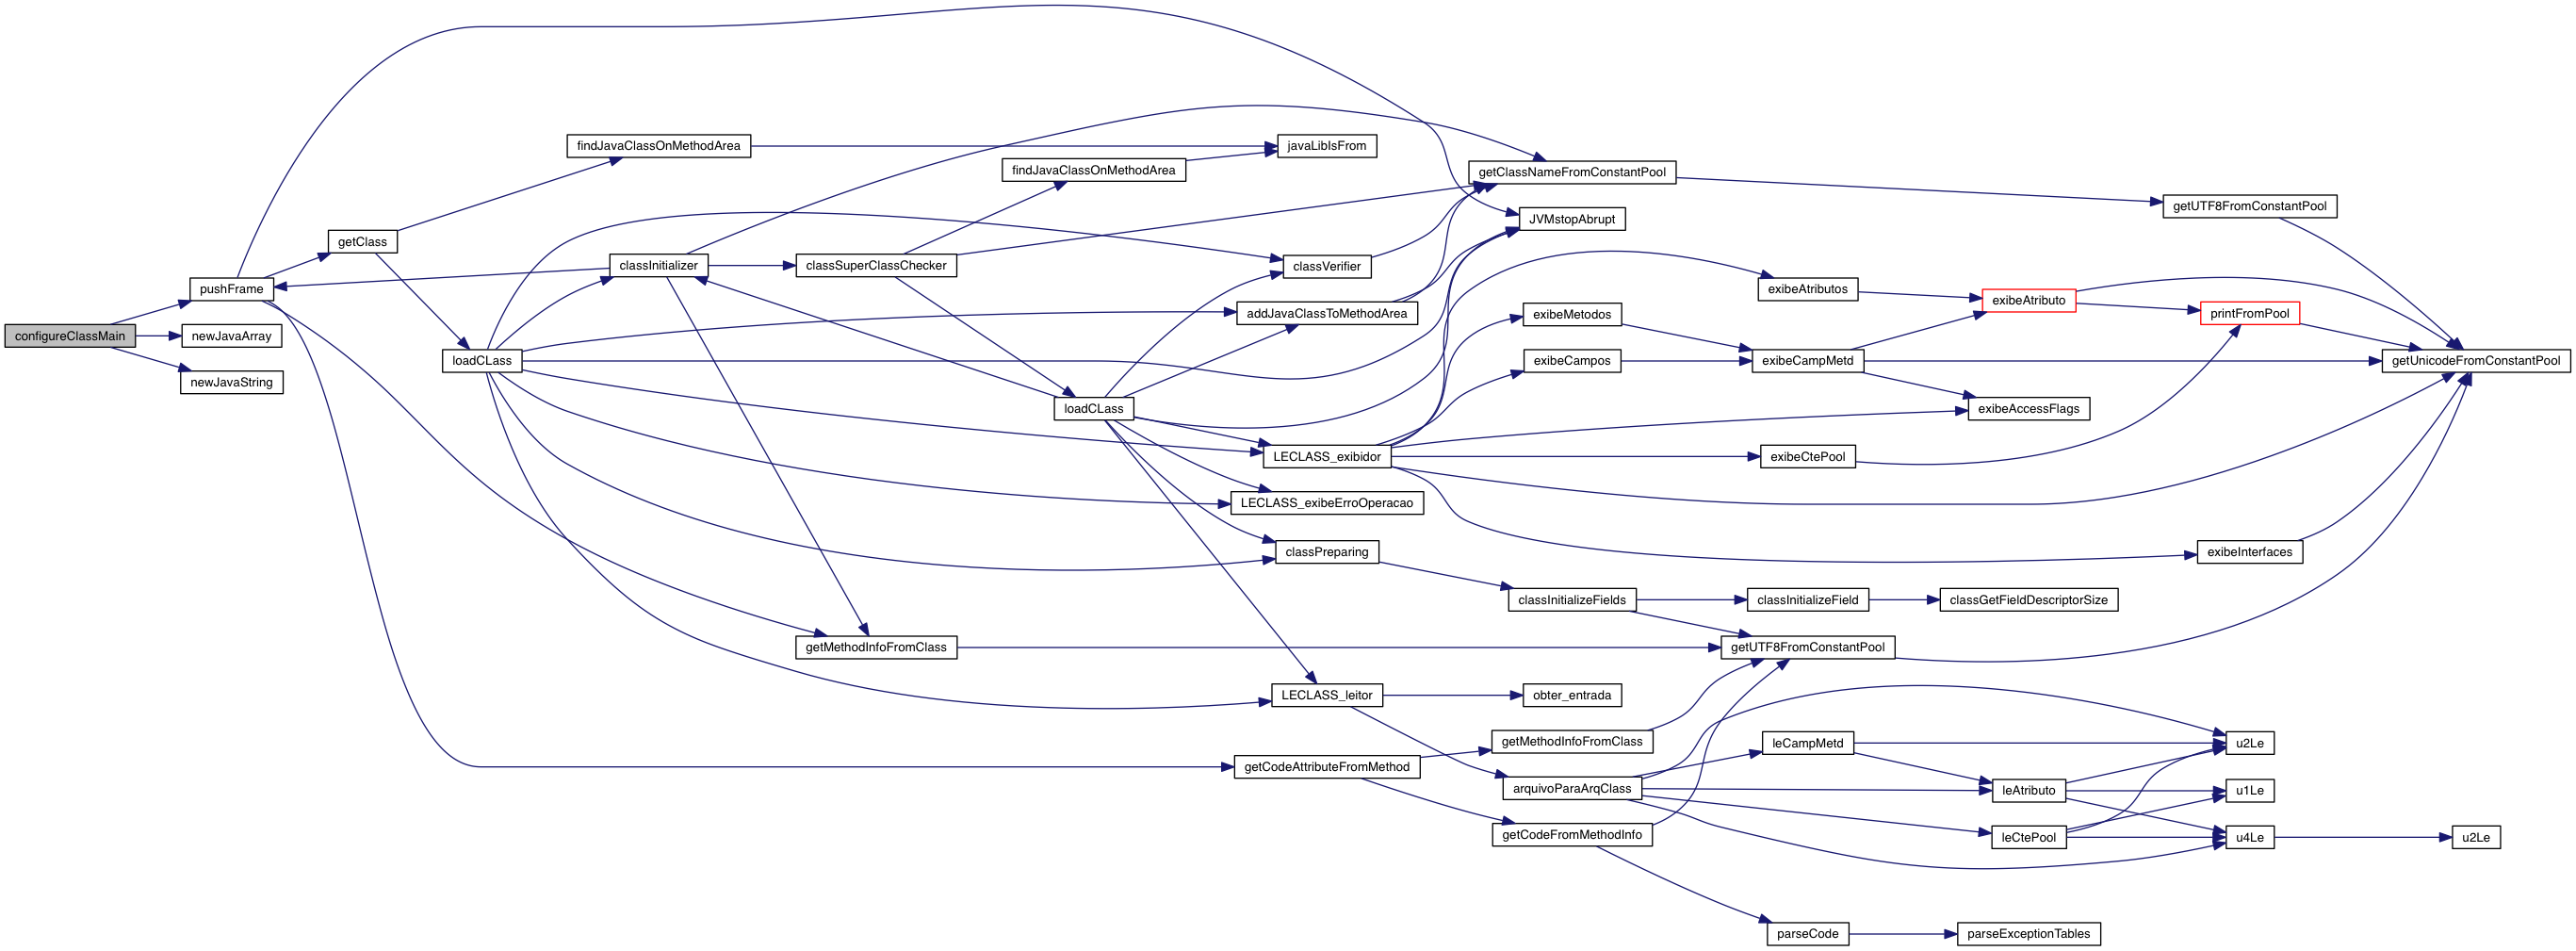 configureClassMain
pushFrame
newJavaArray
newJavaString
getClass
findJavaClassOnMethodArea
loadCLass
classInitializer
classSuperClassChecker
getMethodInfoFromClass
findJavaClassOnMethodArea
loadCLass
javaLibIsFrom
classVerifier
addJavaClassToMethodArea
LECLASS_exibidor
LECLASS_exibeErroOperacao
classPreparing
LECLASS_leitor
getCodeAttributeFromMethod
getClassNameFromConstantPool
JVMstopAbrupt
exibeMetodos
exibeCampos
classInitializeFields
obter_entrada
getMethodInfoFromClass
arquivoParaArqClass
getCodeFromMethodInfo
exibeAtributos
exibeCampMetd
exibeCtePool
classInitializeField
getUTF8FromConstantPool
leCampMetd
parseCode
exibeAtributo
exibeAccessFlags
classGetFieldDescriptorSize
leAtributo
leCtePool
parseExceptionTables
getUTF8FromConstantPool
printFromPool
exibeInterfaces
u2Le
u1Le
u4Le
getUnicodeFromConstantPool
u2Le